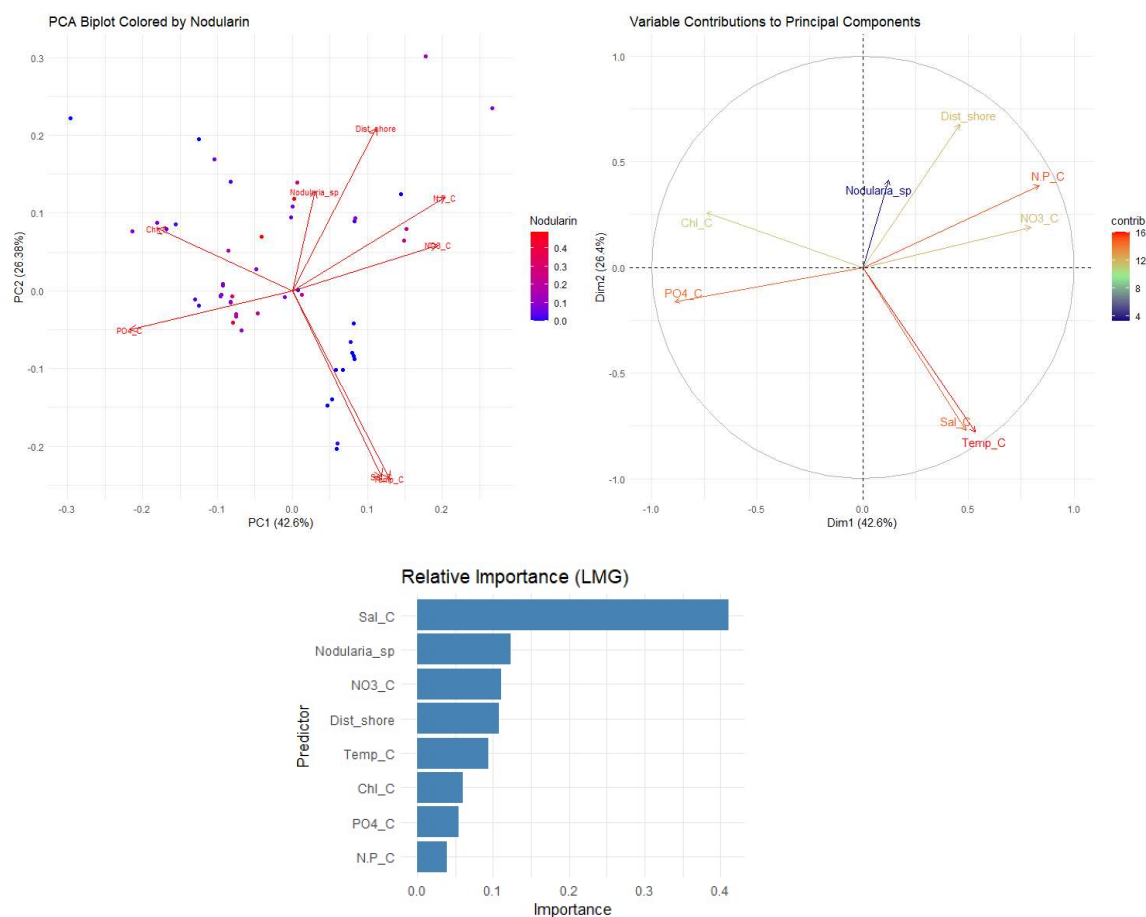 PCA Biplot Colored by Nodularin
0.3
0.2
0.1
0.0
-0.1
-0.2
PC2 (26.38%)
-0.3
-0.2
-0.1
0.0
0.1
0.2
PC1 (42.6%)
Dist_shore
Nodularia_sp
N.P_C
NO3_C
Chl_C
PO4_C
Sal_C
Temp_C
Nodularin
0.4
0.3
0.2
0.1
0.0
Variable Contributions to Principal Components
1.0
0.5
0.0
-0.5
-1.0
Dim2 (26.4%)
-1.0
-0.5
0.0
0.5
1.0
Dim1 (42.6%)
Dist_shore
N.P_C
Nodularia_sp
NO3_C
Chl_C
PO4_C
Sal_C
Temp_C
contrib
16
12
8
4
Relative Importance (LMG)
Predictor
Sal_C
Nodularia_sp
NO3_C
Dist_shore
Temp_C
Chl_C
PO4_C
N.P_C
0.0
0.1
0.2
0.3
0.4
Importance